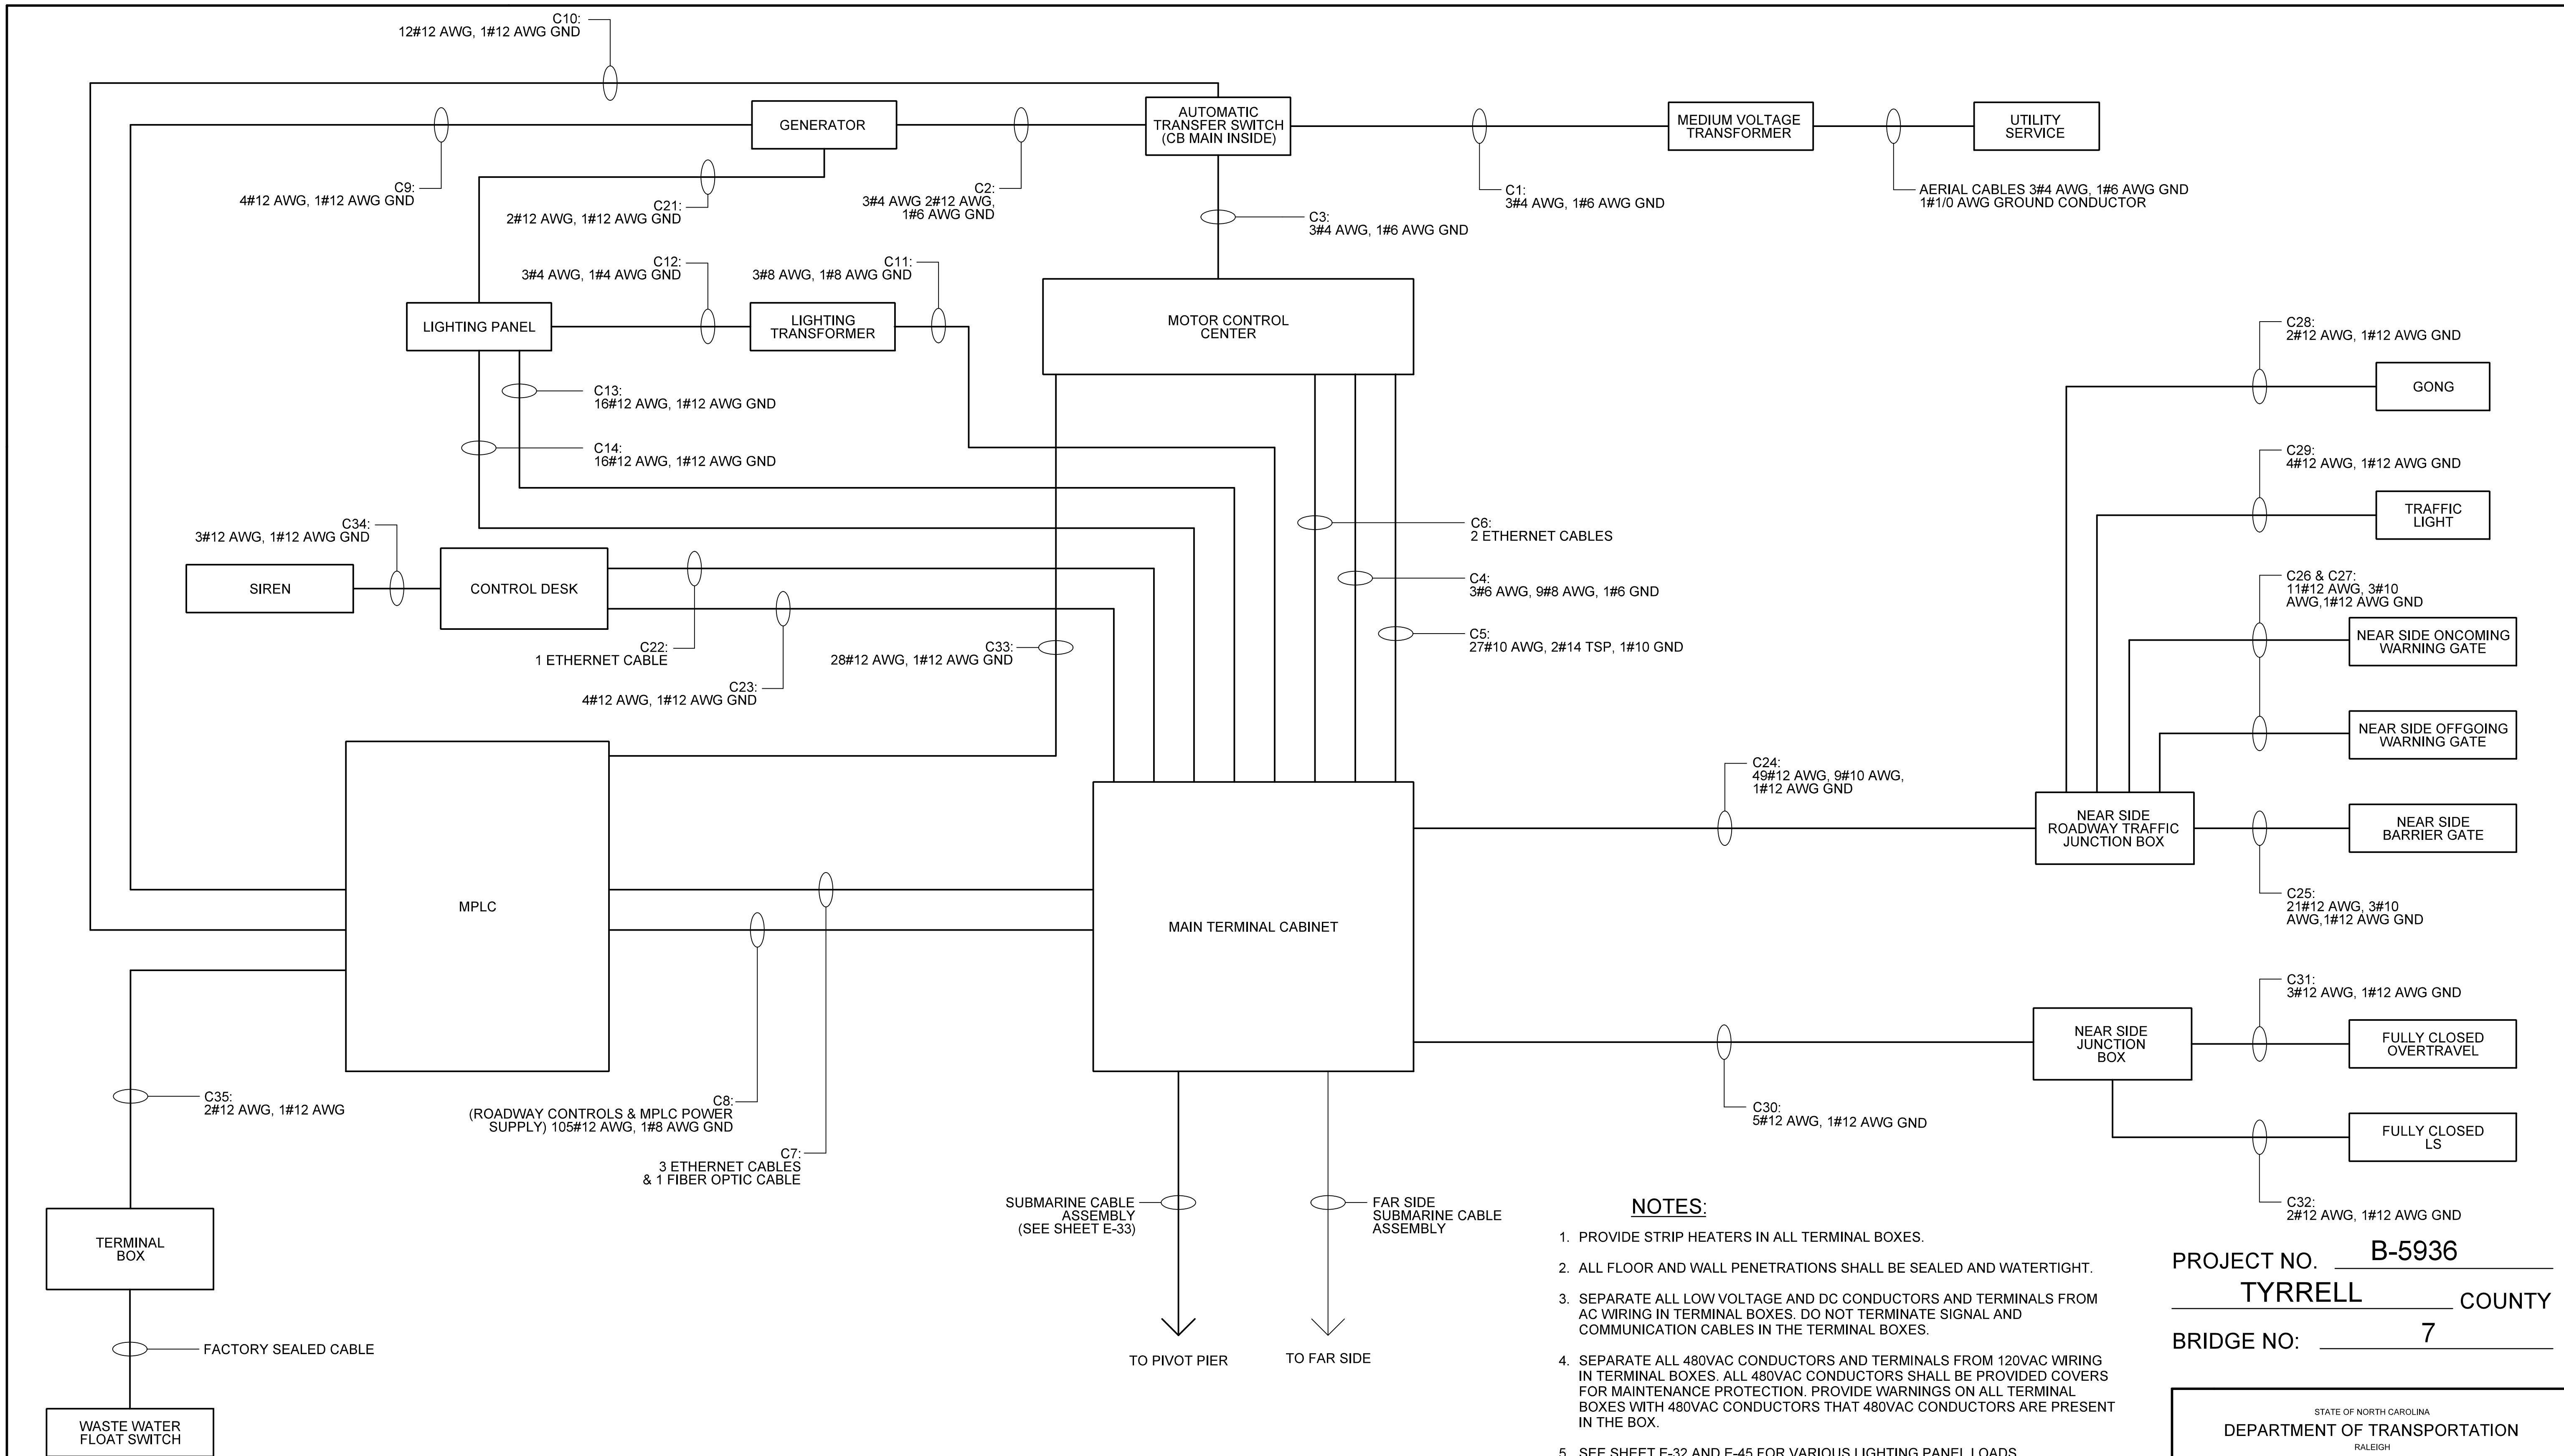 C10:
12#12 AWG, 1#12 AWG GND
GENERATOR
AUTOMATIC
TRANSFER SWITCH
(CB MAIN INSIDE)
MEDIUM VOLTAGE
TRANSFORMER
UTILITY
SERVICE
C9:
4#12 AWG, 1#12 AWG GND
C21:
2#12 AWG, 1#12 AWG GND
C2:
3#4 AWG 2#12 AWG,
1#6 AWG GND
C3:
3#4 AWG, 1#6 AWG GND
C1:
3#4 AWG, 1#6 AWG GND
AERIAL CABLES 3#4 AWG, 1#6 AWG GND
1#1/0 AWG GROUND CONDUCTOR
C12:
3#4 AWG, 1#4 AWG GND
C11:
3#8 AWG, 1#8 AWG GND
LIGHTING PANEL
LIGHTING
TRANSFORMER
MOTOR CONTROL
CENTER
C28:
2#12 AWG, 1#12 AWG GND
GONG
C13:
16#12 AWG, 1#12 AWG GND
C14:
16#12 AWG, 1#12 AWG GND
C29:
4#12 AWG, 1#12 AWG GND
TRAFFIC
LIGHT
C34:
3#12 AWG, 1#12 AWG GND
SIREN
CONTROL DESK
C6:
2 ETHERNET CABLES
C4:
3#6 AWG, 9#8 AWG, 1#6 GND
C5:
27#10 AWG, 2#14 TSP, 1#10 GND
C26 & C27:
11#12 AWG, 3#10
AWG,1#12 AWG GND
NEAR SIDE ONCOMING
WARNING GATE
C22:
1 ETHERNET CABLE
C33:
28#12 AWG, 1#12 AWG GND
C23:
4#12 AWG, 1#12 AWG GND
NEAR SIDE OFFGOING
WARNING GATE
C24:
49#12 AWG, 9#10 AWG,
1#12 AWG GND
NEAR SIDE
ROADWAY TRAFFIC
JUNCTION BOX
NEAR SIDE
BARRIER GATE
MPLC
MAIN TERMINAL CABINET
C25:
21#12 AWG, 3#10
AWG,1#12 AWG GND
C31:
3#12 AWG, 1#12 AWG GND
NEAR SIDE
JUNCTION
BOX
FULLY CLOSED
OVERTRAVEL
C35:
2#12 AWG, 1#12 AWG
C8:
(ROADWAY CONTROLS & MPLC POWER
SUPPLY) 105#12 AWG, 1#8 AWG GND
C7:
3 ETHERNET CABLES
& 1 FIBER OPTIC CABLE
C30:
5#12 AWG, 1#12 AWG GND
FULLY CLOSED
LS
C32:
2#12 AWG, 1#12 AWG GND
SUBMARINE CABLE
ASSEMBLY
(SEE SHEET E-33)
FAR SIDE
SUBMARINE CABLE
ASSEMBLY
TO PIVOT PIER
TO FAR SIDE
TERMINAL
BOX
FACTORY SEALED CABLE
WASTE WATER
FLOAT SWITCH
NOTES:
1. PROVIDE STRIP HEATERS IN ALL TERMINAL BOXES.
2. ALL FLOOR AND WALL PENETRATIONS SHALL BE SEALED AND WATERTIGHT.
3. SEPARATE ALL LOW VOLTAGE AND DC CONDUCTORS AND TERMINALS FROM
AC WIRING IN TERMINAL BOXES. DO NOT TERMINATE SIGNAL AND
COMMUNICATION CABLES IN THE TERMINAL BOXES.
4. SEPARATE ALL 480VAC CONDUCTORS AND TERMINALS FROM 120VAC WIRING
IN TERMINAL BOXES. ALL 480VAC CONDUCTORS SHALL BE PROVIDED COVERS
FOR MAINTENANCE PROTECTION. PROVIDE WARNINGS ON ALL TERMINAL
BOXES WITH 480VAC CONDUCTORS THAT 480VAC CONDUCTORS ARE PRESENT
IN THE BOX.
5. SEE SHEET E-32 AND E-45 FOR VARIOUS LIGHTING PANEL LOADS
PROJECT NO. B-5936
TYRRELL COUNTY
BRIDGE NO: 7
STATE OF NORTH CAROLINA
DEPARTMENT OF TRANSPORTATION
RALEIGH